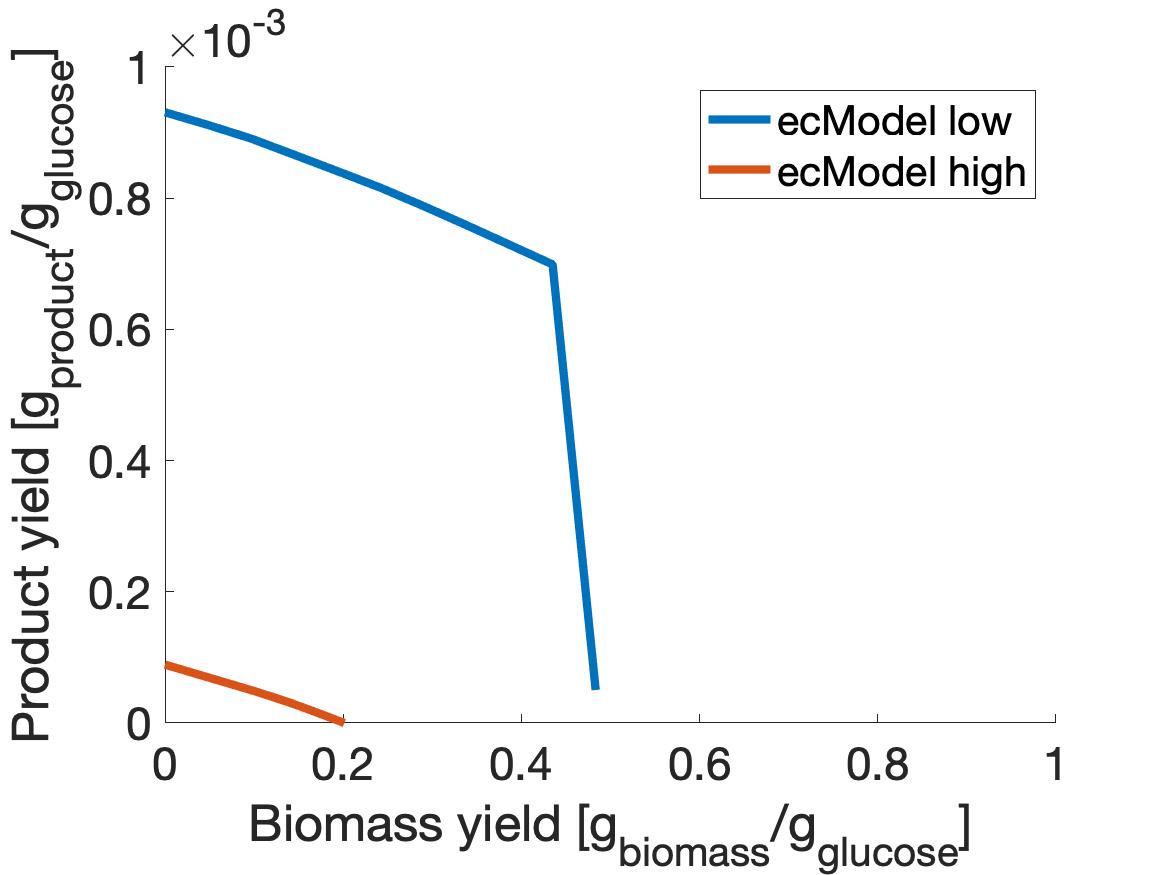 ×10⁻³
1
0.8
0.6
0.4
0.2
0
0 0.2 0.4 0.6 0.8 1
Product yield [g_product/g_glucose]
Biomass yield [g_biomass/g_glucose]
ecModel low
ecModel high